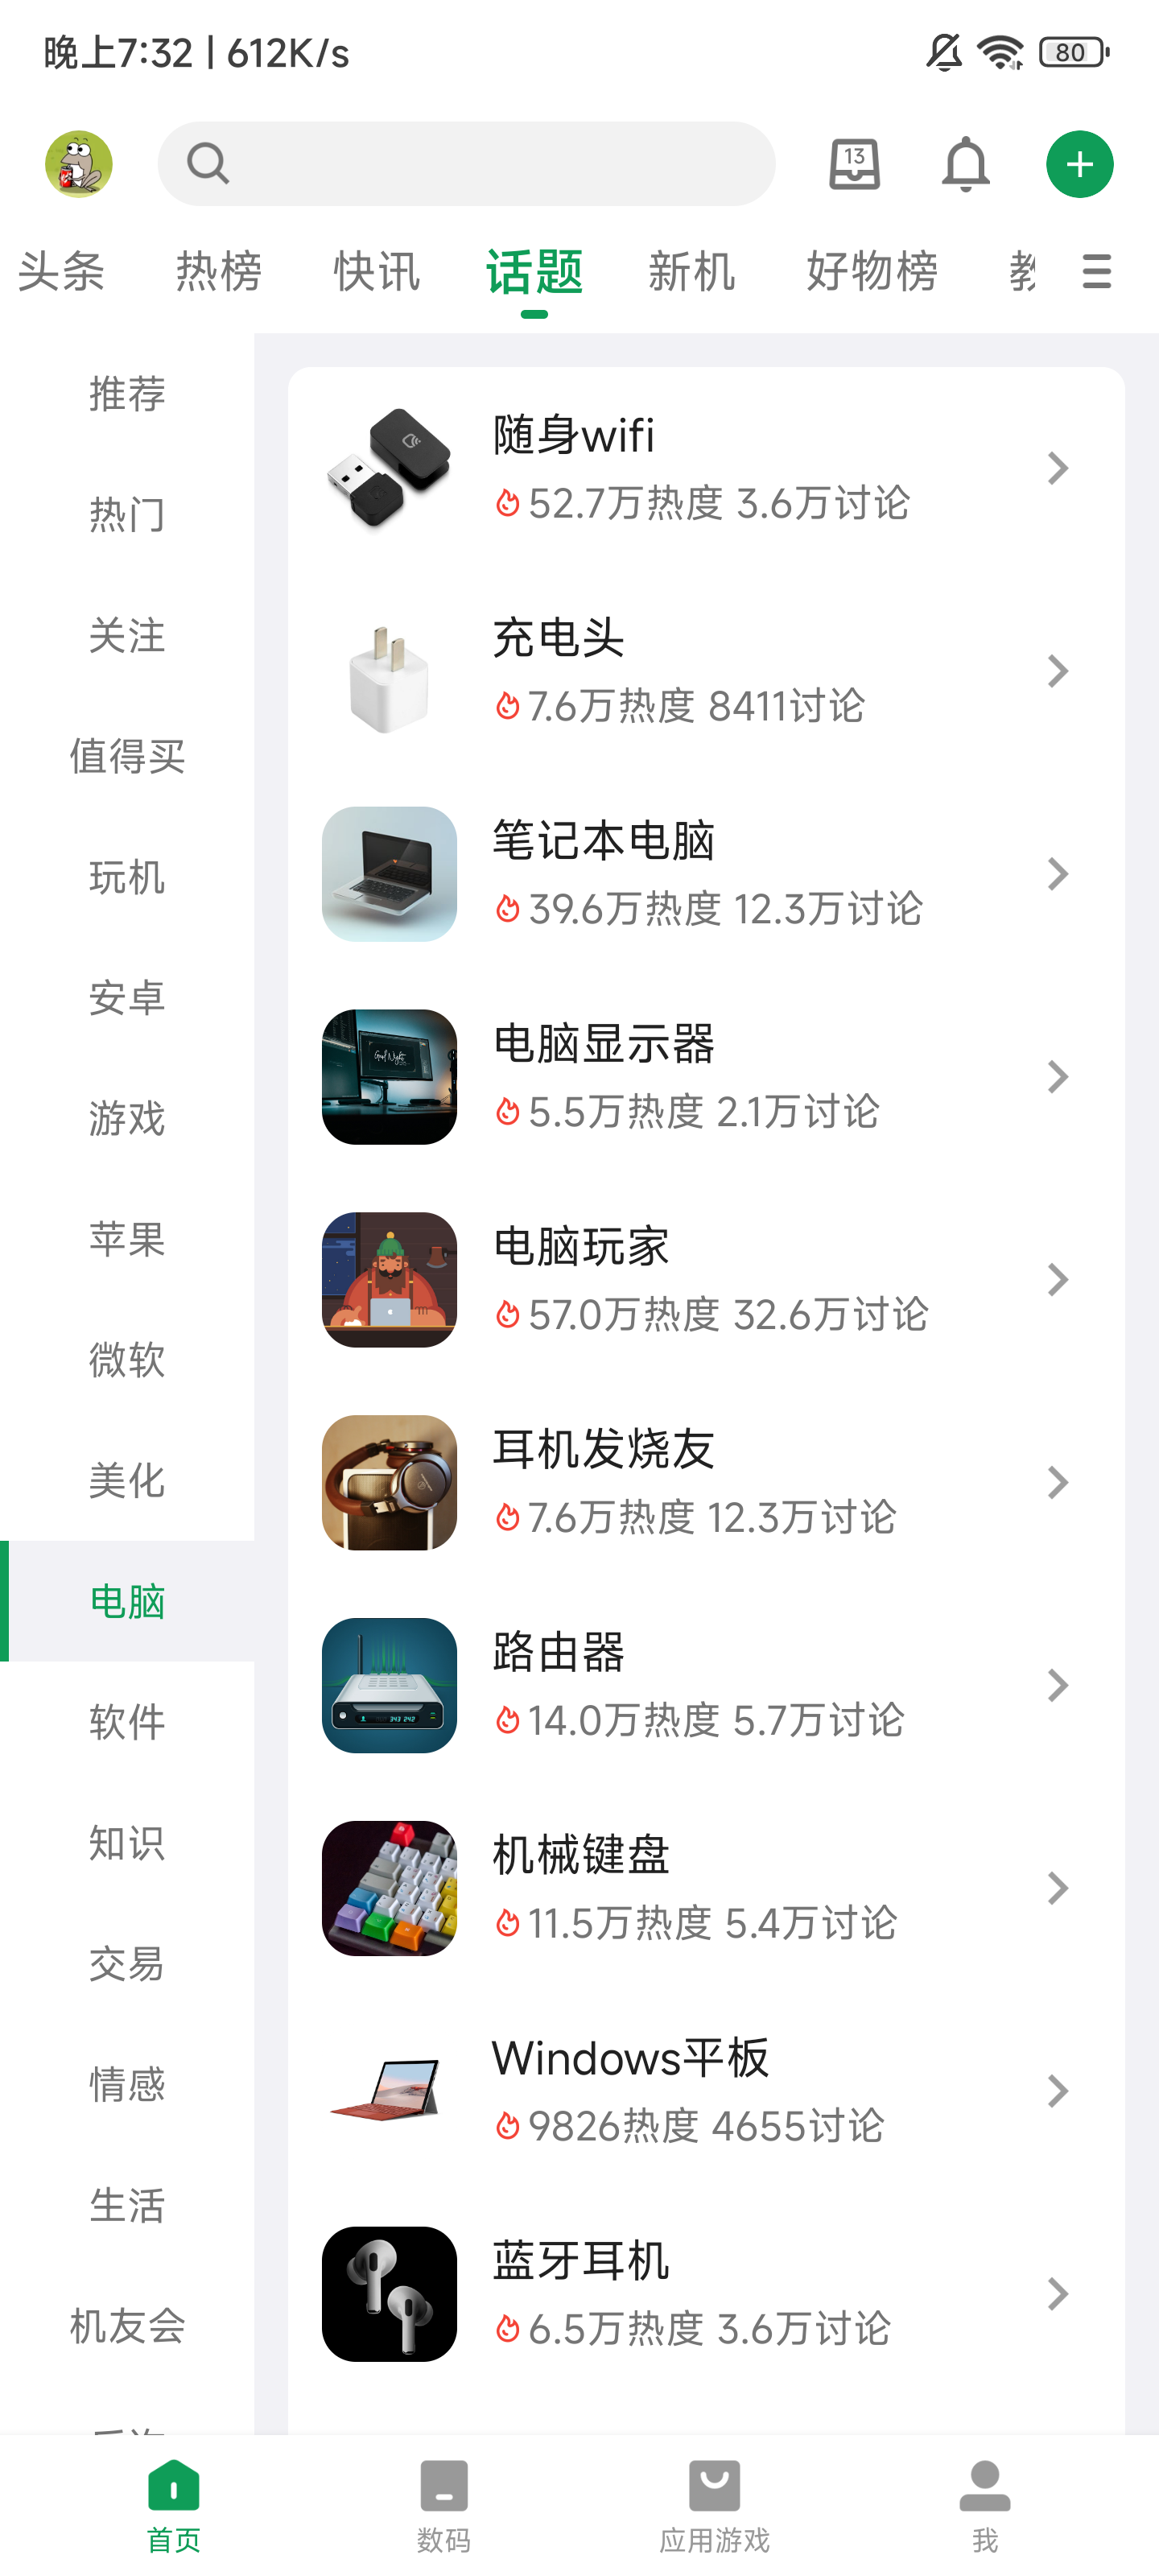 晚上7:32 | 612K/s
80
13
头条 热榜 快讯 话题 新机 好物榜
推荐
热门
关注
值得买
玩机
安卓
游戏
苹果
微软
美化
电脑
软件
知识
交易
情感
生活
机友会
随身wifi
52.7万热度 3.6万讨论
充电头
7.6万热度 8411讨论
笔记本电脑
39.6万热度 12.3万讨论
电脑显示器
Good Night
5.5万热度 2.1万讨论
电脑玩家
57.0万热度 32.6万讨论
耳机发烧友
7.6万热度 12.3万讨论
路由器
343 242
14.0万热度 5.7万讨论
机械键盘
11.5万热度 5.4万讨论
Windows平板
9826热度 4655讨论
蓝牙耳机
6.5万热度 3.6万讨论
首页 数码 应用游戏 我